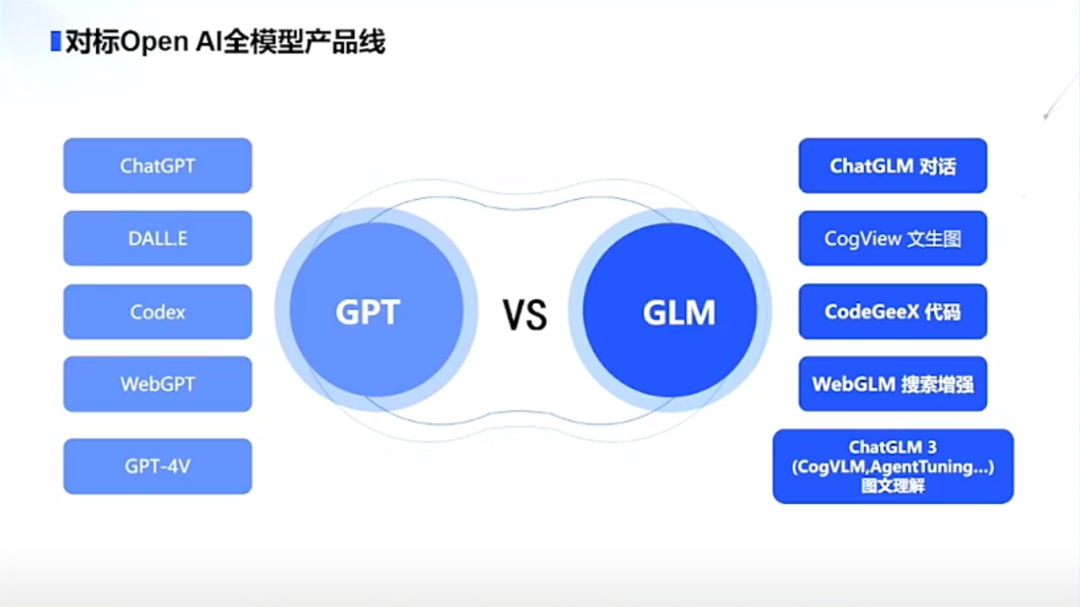 对标Open AI全模型产品线
ChatGPT
DALL.E
Codex
WebGPT
GPT-4V
GPT
VS
GLM
ChatGLM 对话
CogView 文生图
CodeGeeX 代码
WebGLM 搜索增强
ChatGLM 3
(CogVLM,AgentTuning...)
图文理解